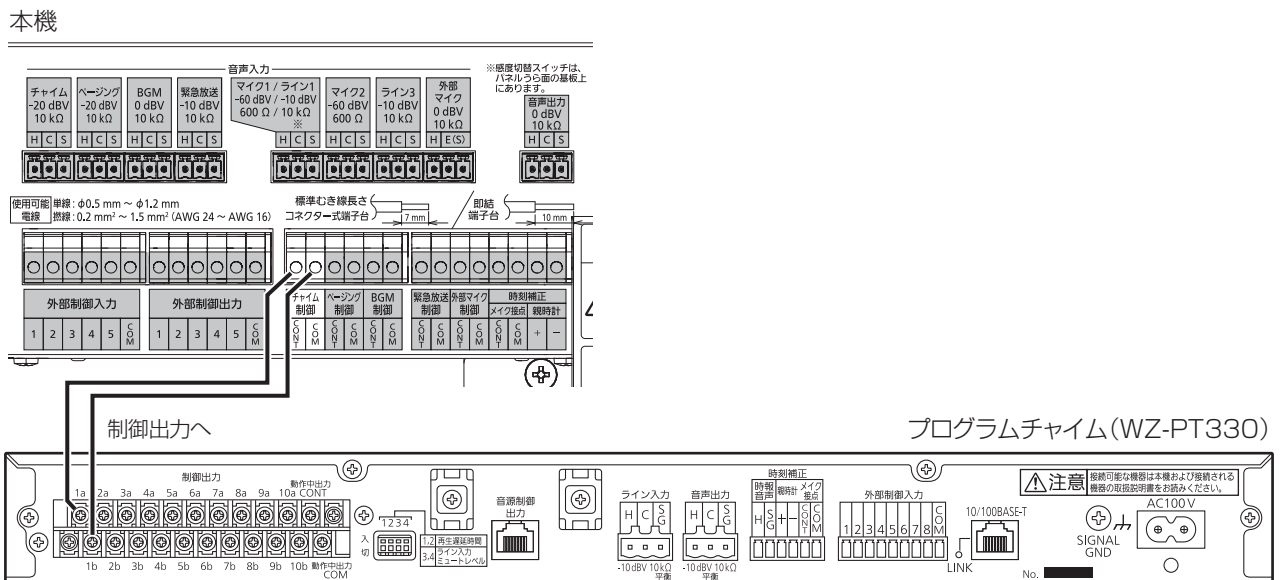 本機
音声入力
※感度切替スイッチは、
パネルうら面の基板上
にあります。
チャイム
-20 dBV
10 kΩ
H C S
ページング
-20 dBV
10 kΩ
H C S
BGM
0 dBV
10 kΩ
H C S
緊急放送
-10 dBV
10 kΩ
H C S
マイク1 / ライン1
-60 dBV / -10 dBV
600 Ω / 10 kΩ
※
H C S
マイク2
-60 dBV
600 Ω
H C S
ライン3
-10 dBV
10 kΩ
H C S
外部
マイク
0 dBV
10 kΩ
H E(S)
音声出力
0 dBV
10 kΩ
H C S
使用可能
電線
単線 : φ0.5 mm ~ φ1.2 mm
撚線 : 0.2 mm² ~ 1.5 mm² (AWG 24 ~ AWG 16)
標準むき線長さ
コネクター式端子台
7 mm
即結
端子台
10 mm
外部制御入力
1 2 3 4 5 COM
外部制御出力
1 2 3 4 5 COM
チャイム
制御
CONT COM
ページング
制御
CONT COM
BGM
制御
CONT COM
緊急放送
制御
CONT COM
外部マイク
制御
CONT COM
時刻補正
メイク接点 親時計
CONT COM + −
制御出力へ
プログラムチャイム(WZ-PT330)
制御出力
1a 2a 3a 4a 5a 6a 7a 8a 9a 10a 動作中出力
CONT
1b 2b 3b 4b 5b 6b 7b 8b 9b 10b 動作中出力
COM
1234
入
切
1.2 再生遅延時間
3.4 ライン入力
ミュートレベル
音源制御
出力
ライン入力
H C SG
-10dBV 10kΩ
平衡
音声出力
H C SG
-10dBV 10kΩ
平衡
時刻補正
時報
音声
親時計
メイク
接点
H SG + − CONT COM
外部制御入力
1 2 3 4 5 6 7 8 COM
10/100BASE-T
LINK
注意
接続可能な機器は本機および接続される
機器の取扱説明書をお読みください。
SIGNAL
GND
AC100V
No.